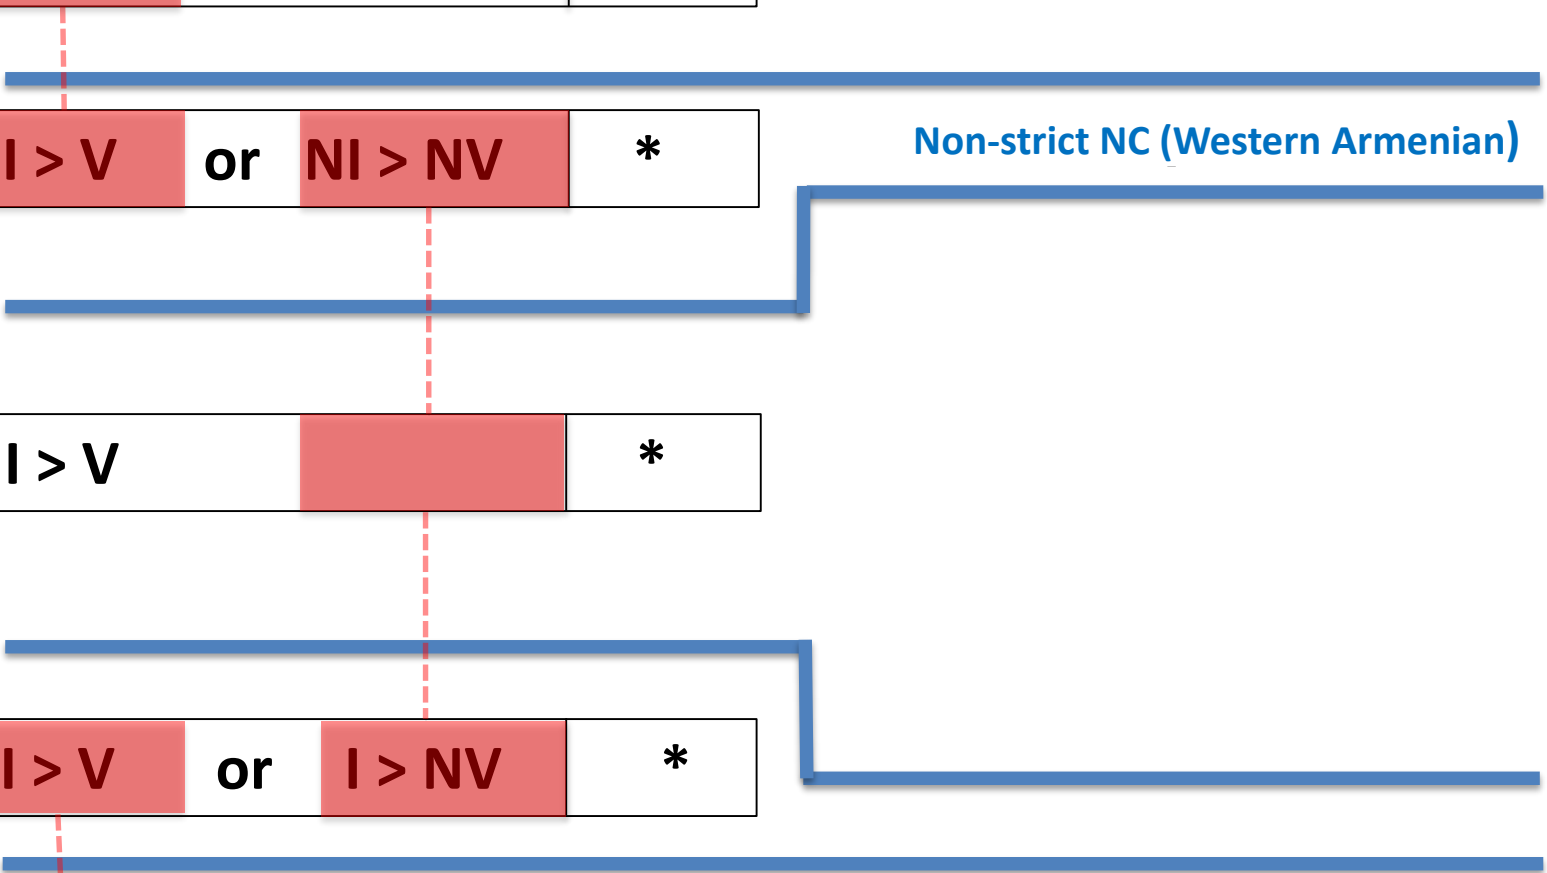 I > V or NI > NV *
Non-strict NC (Western Armenian)
I > V *
I > V or I > NV *